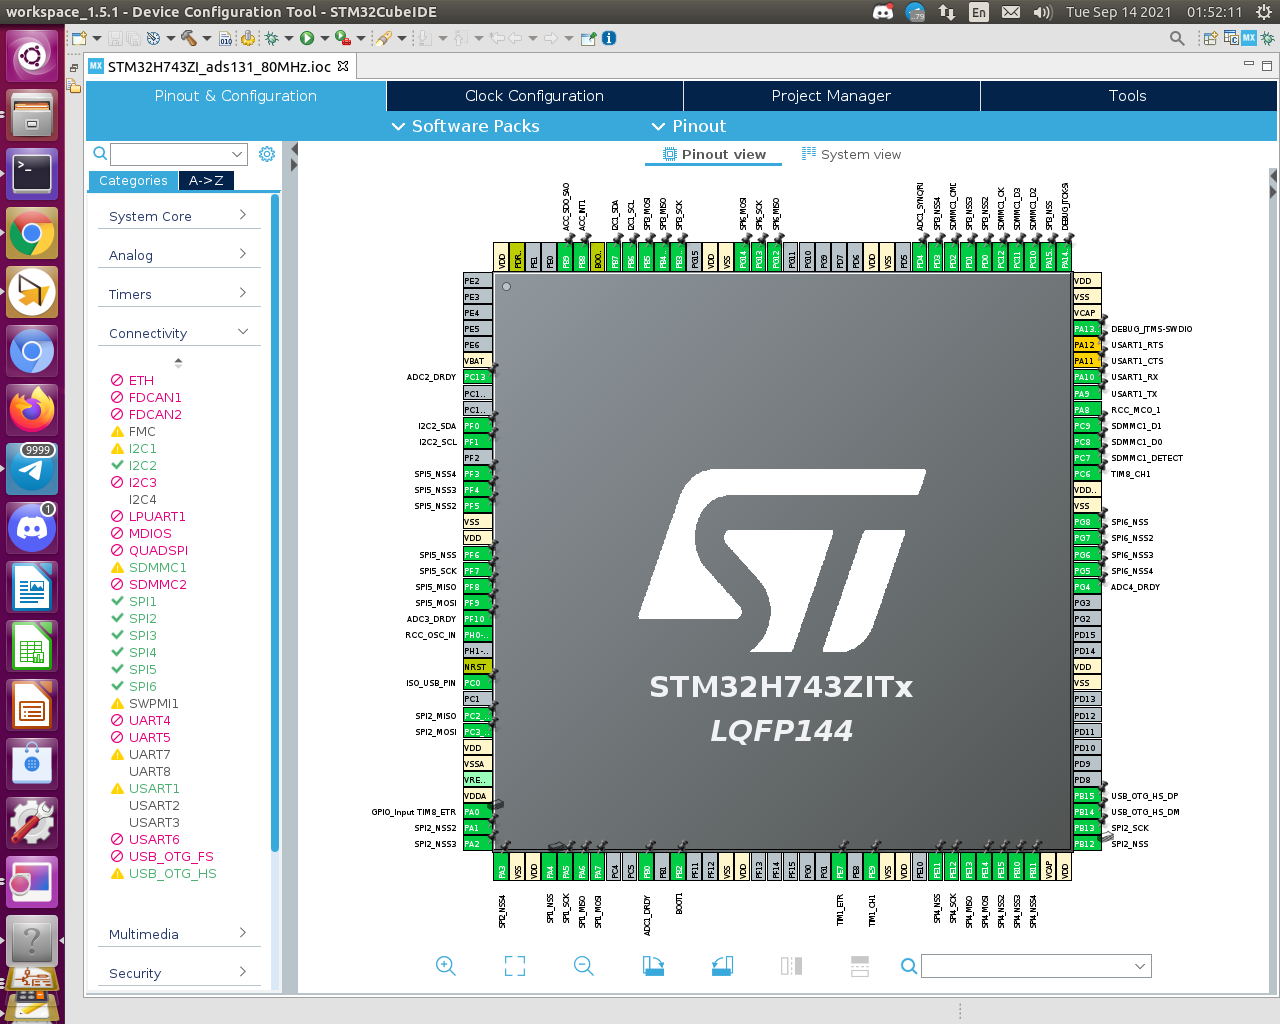 workspace_1.5.1 - Device Configuration Tool - STM32CubeIDE
.79
En
Tue Sep 14 2021
01:52:11
010
MX
MX STM32H743ZI_ads131_80MHz.ioc
Pinout & Configuration
Clock Configuration
Project Manager
Tools
Software Packs
Pinout
Pinout view
System view
Categories
A->Z
System Core
Analog
Timers
Connectivity
ETH
FDCAN1
FDCAN2
FMC
I2C1
I2C2
I2C3
I2C4
LPUART1
MDIOS
QUADSPI
SDMMC1
SDMMC2
SPI1
SPI2
SPI3
SPI4
SPI5
SPI6
SWPMI1
UART4
UART5
UART7
UART8
USART1
USART2
USART3
USART6
USB_OTG_FS
USB_OTG_HS
Multimedia
Security
9999
1
ACC_SDO_SAO
ACC_INT1
I2C1_SDA
I2C1_SCL
SPI3_MOSI
SPI3_MISO
SPI3_SCK
SPI6_MOSI
SPI6_SCK
SPI6_MISO
SPI3_NSS4
SPI3_NSS3
SPI3_NSS2
SDMMC1_CK
SDMMC1_D3
SDMMC1_D2
SPI3_NSS
VDD
PDR..
PE1
PE0
PB9
PB8
BOO..
PB7
PB6
PB5
PB4..
PB3..
PG15
VDD
VSS
PG14
PG13
PG12
PG11
PG10
PG9
PD7
PD6
VDD
VSS
PD5
PD4
PD3
PD2
PD1
PD0
PC12
PC11
PC10
PA15..
PA14..
PE2
PE3
PE4
PE5
PE6
VBAT
ADC2_DRDY PC13
PC1..
PC1..
I2C2_SDA PF0
I2C2_SCL PF1
PF2
SPI5_NSS4 PF3
SPI5_NSS3 PF4
SPI5_NSS2 PF5
VSS
VDD
SPI5_NSS PF6
SPI5_SCK PF7
SPI5_MISO PF8
SPI5_MOSI PF9
ADC3_DRDY PF10
RCC_OSC_IN PH0-..
PH1-..
NRST
ISO_USB_PIN PC0
PC1
SPI2_MISO PC2_..
SPI2_MOSI PC3_..
VDD
VSSA
VRE..
VDDA
GPIO_Input TIM8_ETR PA0
SPI2_NSS2 PA1
SPI2_NSS3 PA2
STM32H743ZITx
LQFP144
VDD
VSS
VCAP
PA13.. DEBUG_JTMS-SWDIO
PA12 USART1_RTS
PA11 USART1_CTS
PA10 USART1_RX
PA9 USART1_TX
PA8 RCC_MCO_1
PC9 SDMMC1_D1
PC8 SDMMC1_D0
PC7 SDMMC1_DETECT
PC6 TIM8_CH1
VDD..
VSS
PG8 SPI6_NSS
PG7 SPI6_NSS2
PG6 SPI6_NSS3
PG5 SPI6_NSS4
PG4 ADC4_DRDY
PG3
PG2
PD15
PD14
VDD
VSS
PD13
PD12
PD11
PD10
PD9
PD8
PB15 USB_OTG_HS_DP
PB14 USB_OTG_HS_DM
PB13 SPI2_SCK
PB12 SPI2_NSS
PA3
VSS
VDD
PA4
PA5
PA6
PA7
PC4
PC5
PB0
PB1
PB2
PF11
PF12
VSS
VDD
PF13
PF14
PF15
PG0
PG1
PE7
PE8
PE9
VSS
VDD
PE10
PE11
PE12
PE13
PE14
PE15
PB10
PB11
VCAP
VDD
SPI2_NSS4
SPI1_NSS
SPI1_SCK
SPI1_MISO
SPI1_MOSI
ADC1_DRDY
BOOT1
TIM1_ETR
TIM1_CH1
SPI4_NSS
SPI4_SCK
SPI4_MISO
SPI4_MOSI
SPI4_NSS2
SPI4_NSS3
SPI4_NSS4